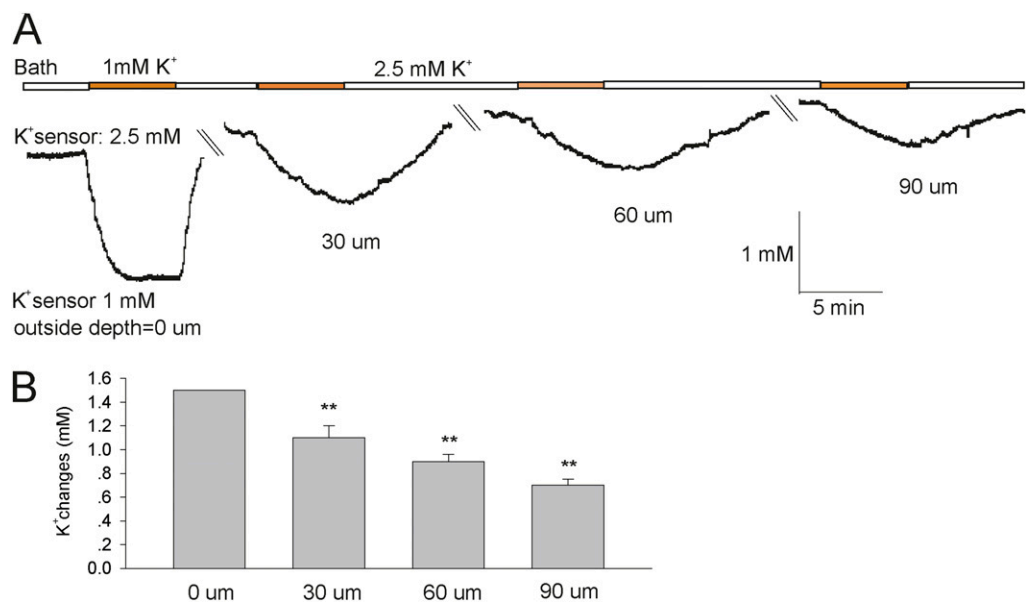 A
Bath 1mM K⁺ 2.5 mM K⁺
K⁺sensor: 2.5 mM
30 um
60 um
90 um
1 mM
5 min
K⁺sensor 1 mM
outside depth=0 um
B
K⁺changes (mM)
1.6
1.4
1.2
1.0
.8
.6
.4
.2
0.0
** ** **
0 um 30 um 60 um 90 um